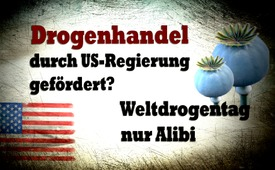 Drogenhandel
durch US-Regierung
gefördert?
Weltdrogentag
nur Alibi